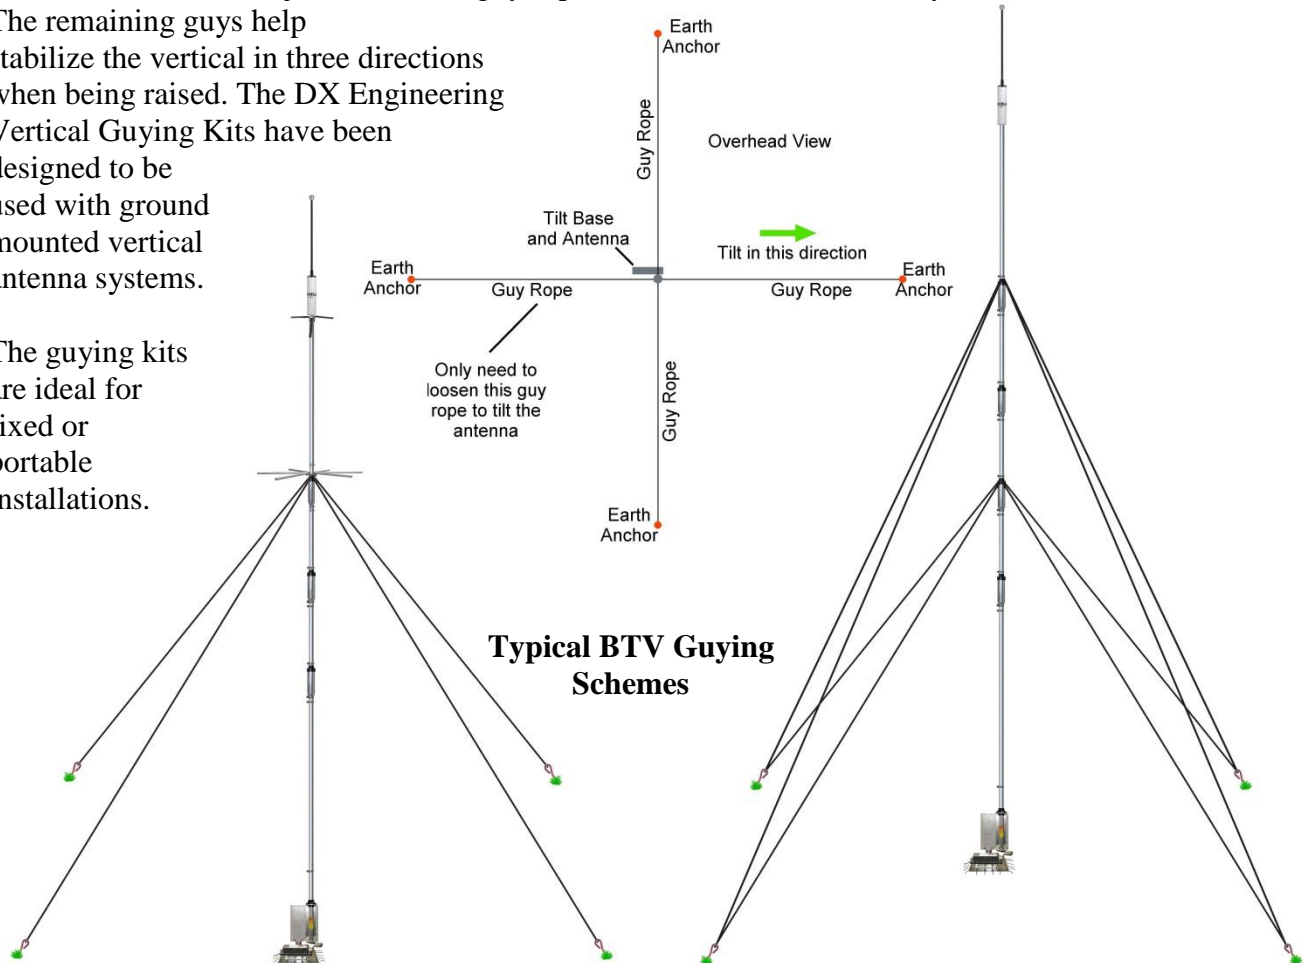 The remaining guys help
stabilize the vertical in three directions
when being raised. The DX Engineering
Vertical Guying Kits have been
designed to be
used with ground
mounted vertical
antenna systems.
The guying kits
are ideal for
fixed or
portable
installations.
Earth
Anchor
Guy Rope
Overhead View
Tilt Base
and Antenna
Tilt in this direction
Earth
Anchor
Guy Rope
Guy Rope
Earth
Anchor
Only need to
loosen this guy
rope to tilt the
antenna
Guy Rope
Earth
Anchor
Typical BTV Guying
Schemes